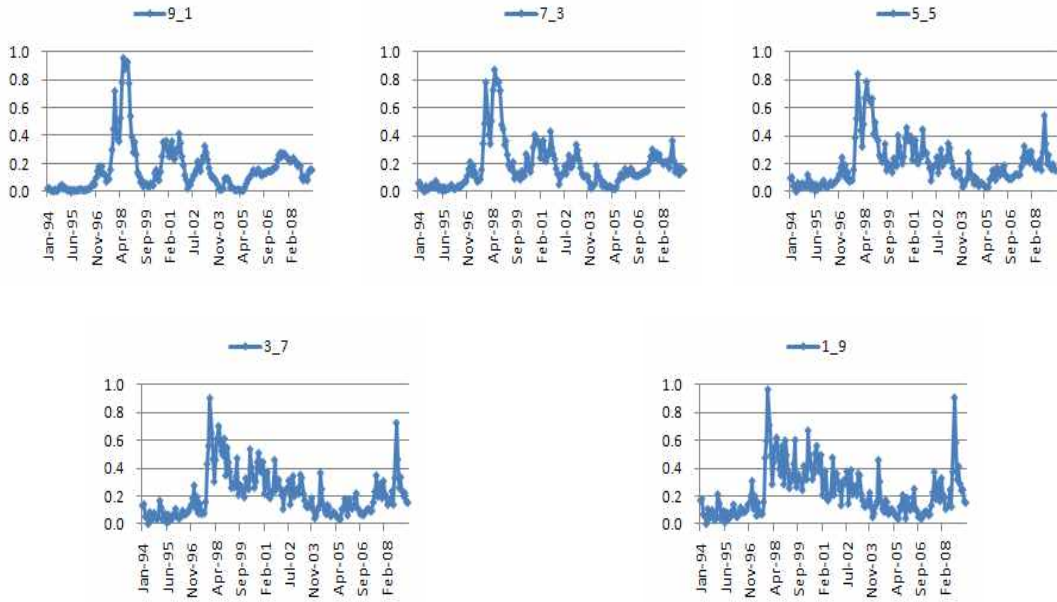 9_1
1.0
0.8
0.6
0.4
0.2
0.0
Jan-94
Jun-95
Nov-96
Apr-98
Sep-99
Feb-01
Jul-02
Nov-03
Apr-05
Sep-06
Feb-08
7_3
1.0
0.8
0.6
0.4
0.2
0.0
Jan-94
Jun-95
Nov-96
Apr-98
Sep-99
Feb-01
Jul-02
Nov-03
Apr-05
Sep-06
Feb-08
5_5
1.0
0.8
0.6
0.4
0.2
0.0
Jan-94
Jun-95
Nov-96
Apr-98
Sep-99
Feb-01
Jul-02
Nov-03
Apr-05
Sep-06
Feb-08
3_7
1.0
0.8
0.6
0.4
0.2
0.0
Jan-94
Jun-95
Nov-96
Apr-98
Sep-99
Feb-01
Jul-02
Nov-03
Apr-05
Sep-06
Feb-08
1_9
1.0
0.8
0.6
0.4
0.2
0.0
Jan-94
Jun-95
Nov-96
Apr-98
Sep-99
Feb-01
Jul-02
Nov-03
Apr-05
Sep-06
Feb-08